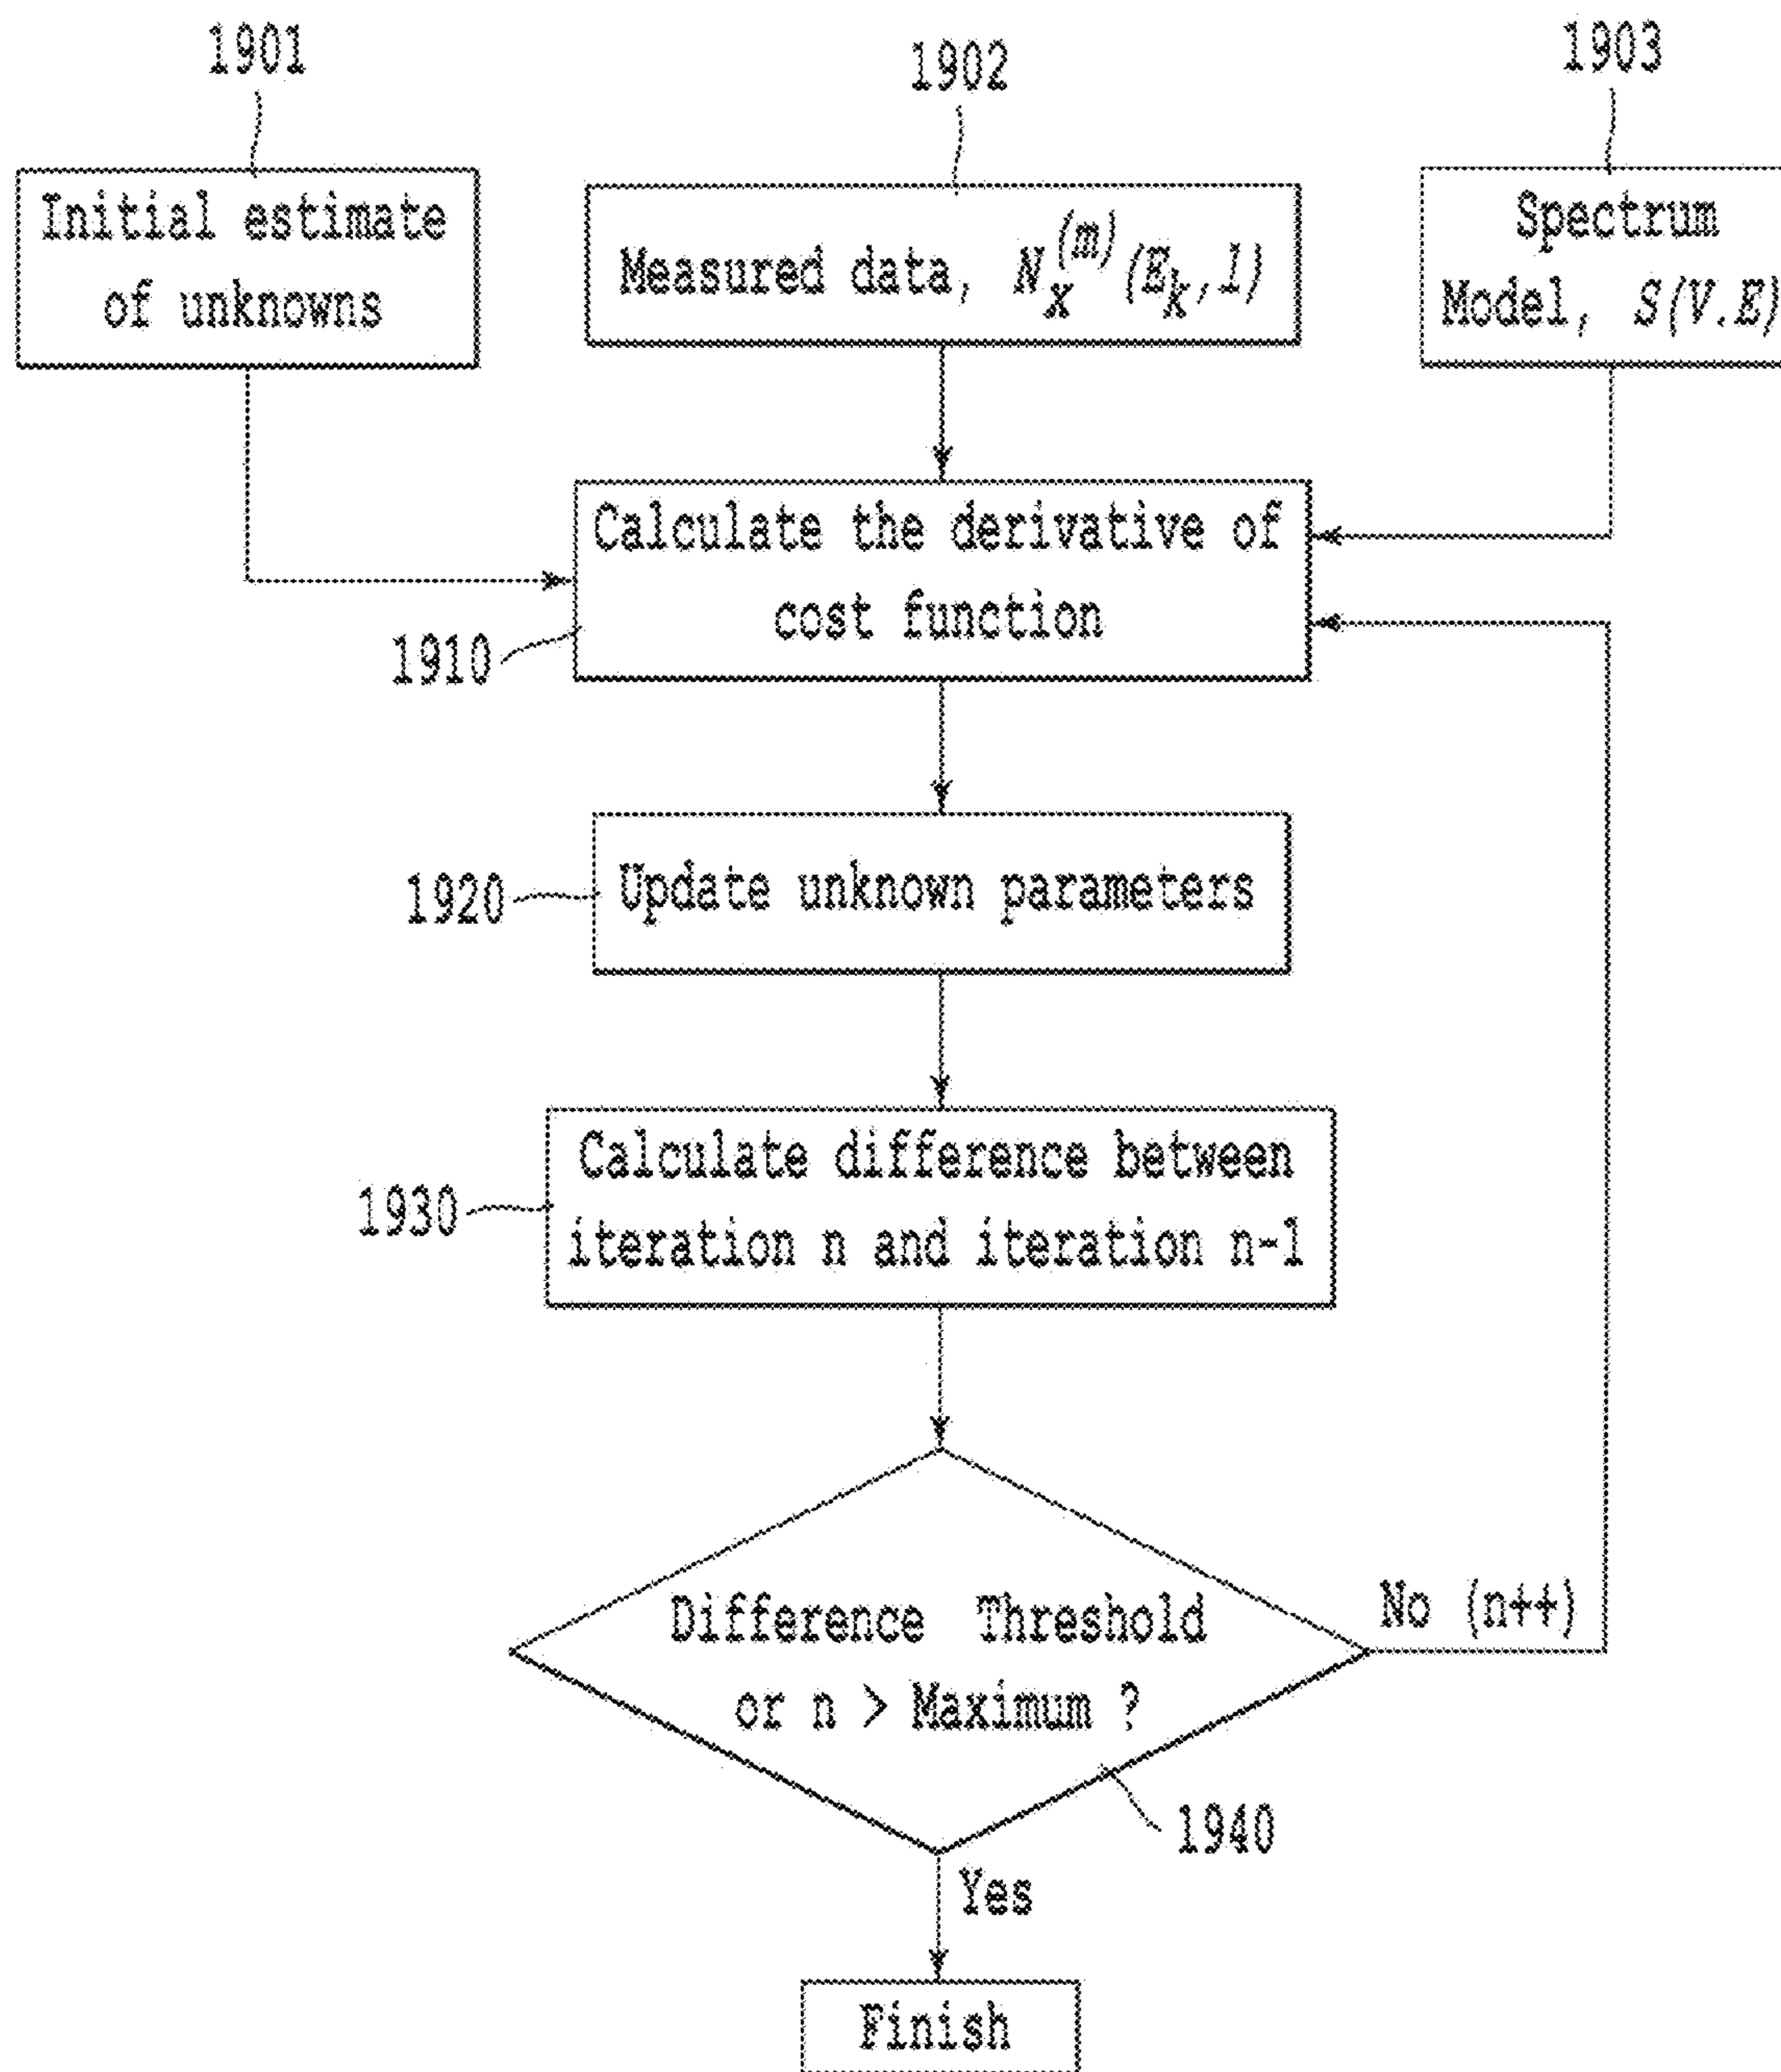 1901
1902
1903
Initial estimate
of unknowns
Measured data, N_x^(m)(E_k,l)
Spectrum
Model, S(V.E)
Calculate the derivative of
cost function
1910
Update unknown parameters
1920
Calculate difference between
iteration n and iteration n-1
1930
Difference Threshold
or n > Maximum ?
No (n++)
1940
Yes
Finish